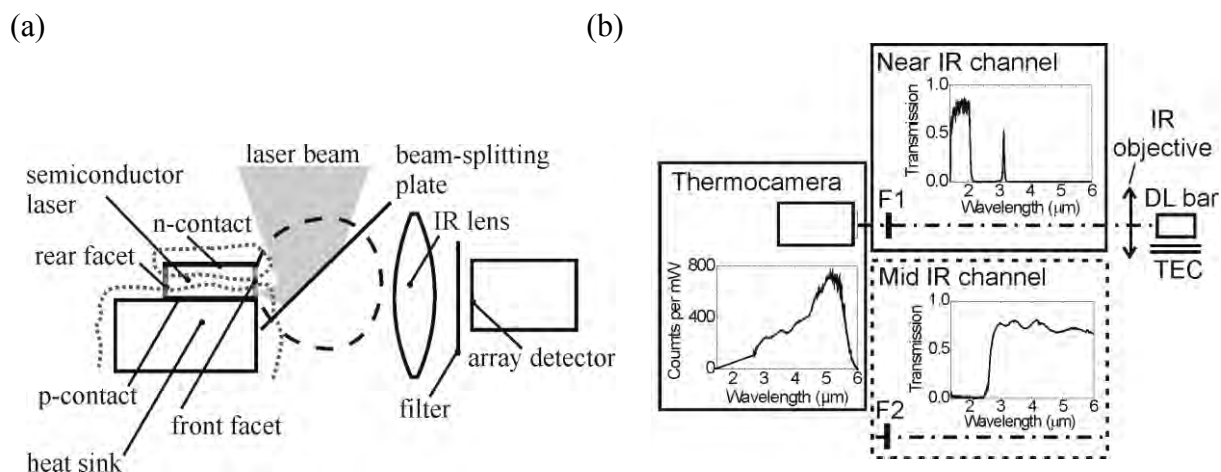 (a)
laser beam
beam-splitting
plate
semiconductor
laser
n-contact
IR lens
rear facet
array detector
p-contact
filter
front facet
heat sink
(b)
Near IR channel
Transmission
1.0
0.5
0.0
2 3 4 5 6
Wavelength (μm)
F1
IR
objective
DL bar
TEC
Thermocamera
Counts per mW
800
400
0
2 3 4 5 6
Wavelength (μm)
Mid IR channel
Transmission
1.0
0.5
0.0
2 3 4 5 6
Wavelength (μm)
F2